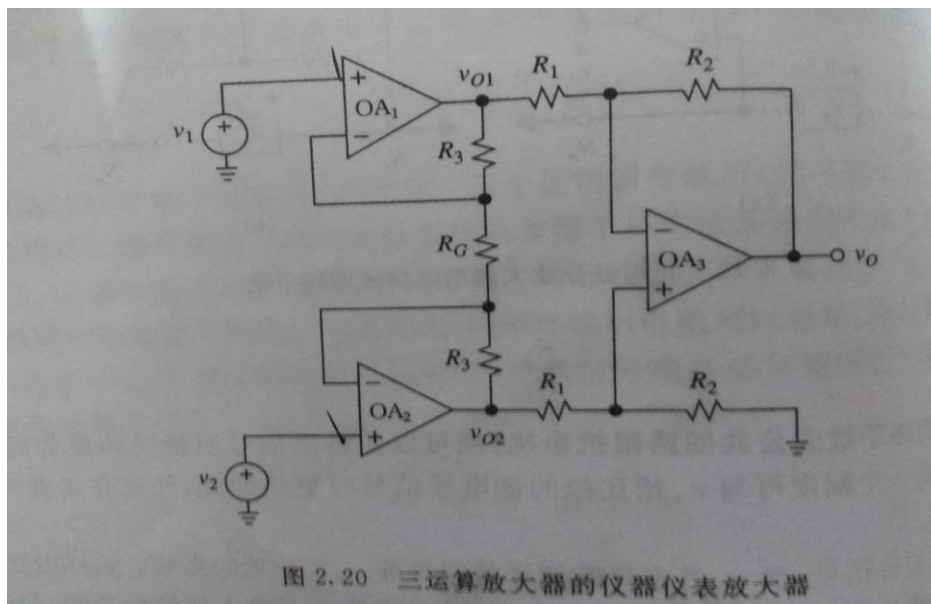 v_{O1}
R_1
R_2
+
OA_1
−
v_1
+
R_3
R_G
−
OA_3
+
v_O
R_3
R_1
R_2
−
OA_2
+
v_{O2}
v_2
+
图 2.20 三运算放大器的仪器仪表放大器